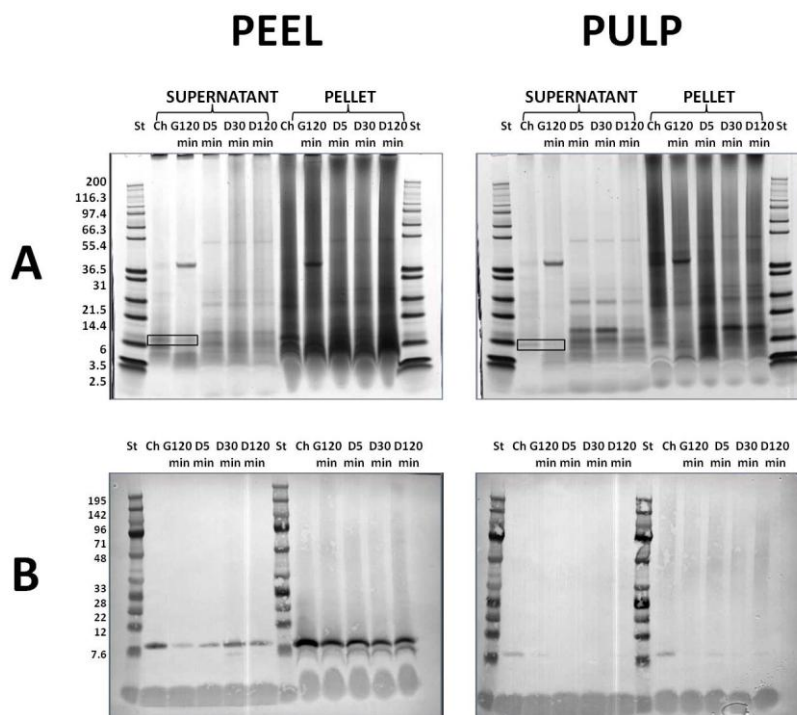 PEEL PULP
SUPERNATANT PELLET SUPERNATANT PELLET
St Ch G120 D5 D30 D120 Ch G120 D5 D30 D120 St St Ch G120 D5 D30 D120 Ch G120 D5 D30 D120 St
min min min min min min min min min min min min min min min min
A
200
116.3
97.4
66.3
55.4
36.5
31
21.5
14.4
6
3.5
2.5
St Ch G120 D5 D30 D120 St Ch G120 D5 D30 D120 St Ch G120 D5 D30 D120 St Ch G120 D5 D30 D120
min min min min min min min min min min min min min min min min
B
195
142
96
71
48
33
28
22
12
7.6